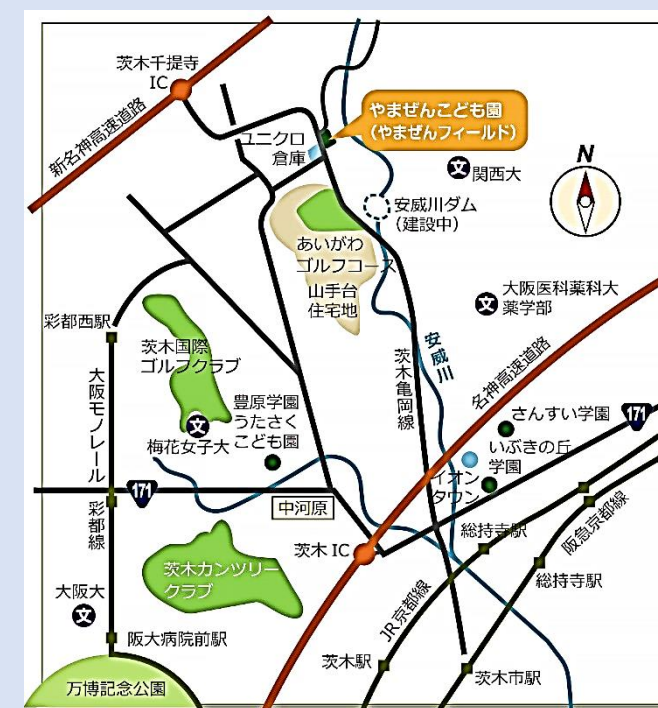 茨木千提寺
IC
新名神高速道路
ユニクロ
倉庫
やまぜんこども園
(やまぜんフィールド)
文
関西大
N
安威川ダム
(建設中)
あいがわ
ゴルフコース
山手台
住宅地
文
大阪医科薬科大
薬学部
彩都西駅
茨木国際
ゴルフクラブ
安威川
名神高速道路
茨木亀岡線
大阪モノレール
彩都線
豊原学園
うたさく
こども園
文
梅花女子大
さんすい学園
171
いぶきの丘
学園
イオン
タウン
171
中河原
茨木 IC
総持寺駅
阪急京都線
総持寺駅
茨木カンツリー
クラブ
JR京都線
大阪大
文
阪大病院前駅
茨木駅
茨木市駅
万博記念公園